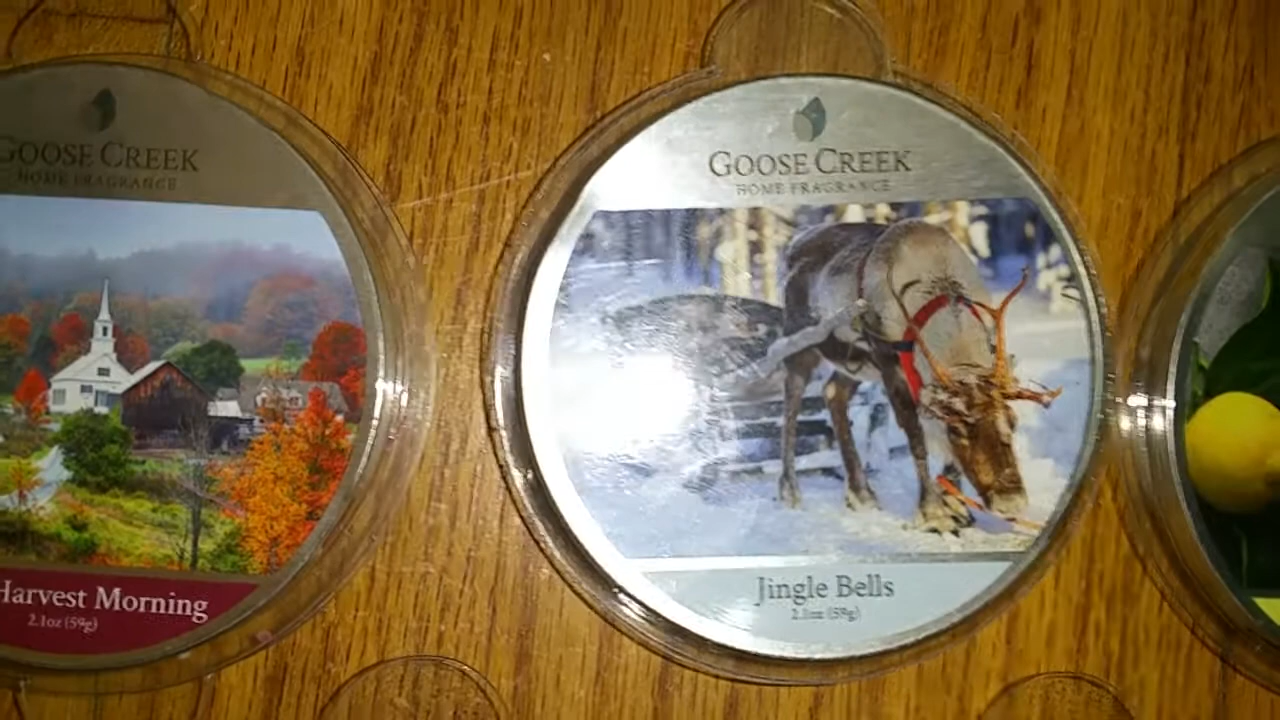 GOOSE CREEK
HOME FRAGRANCE
Harvest Morning
2.1oz (59g)
GOOSE CREEK
HOME FRAGRANCE
Jingle Bells
2.1oz (59g)